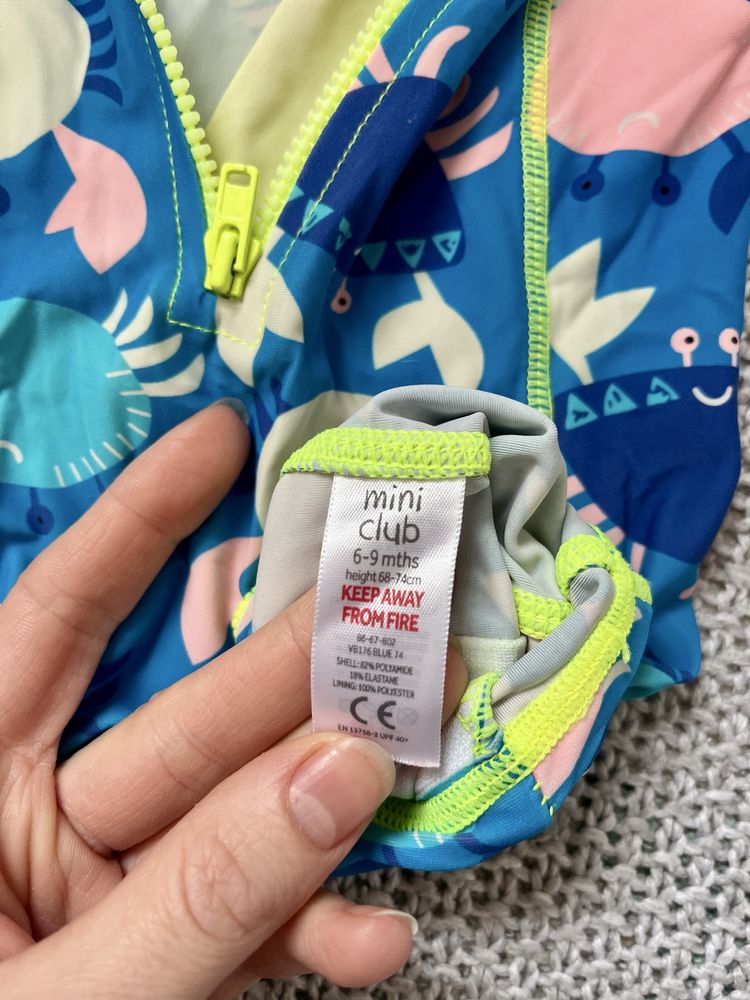 mini
club
6-9 mths
height 68-74cm
KEEP AWAY
FROM FIRE
86-67-802
VB176 BLUE 74
SHELL: 82% POLYAMIDE
18% ELASTANE
LINING: 100% POLYESTER
CE
EN 13758-2 UPF 40+